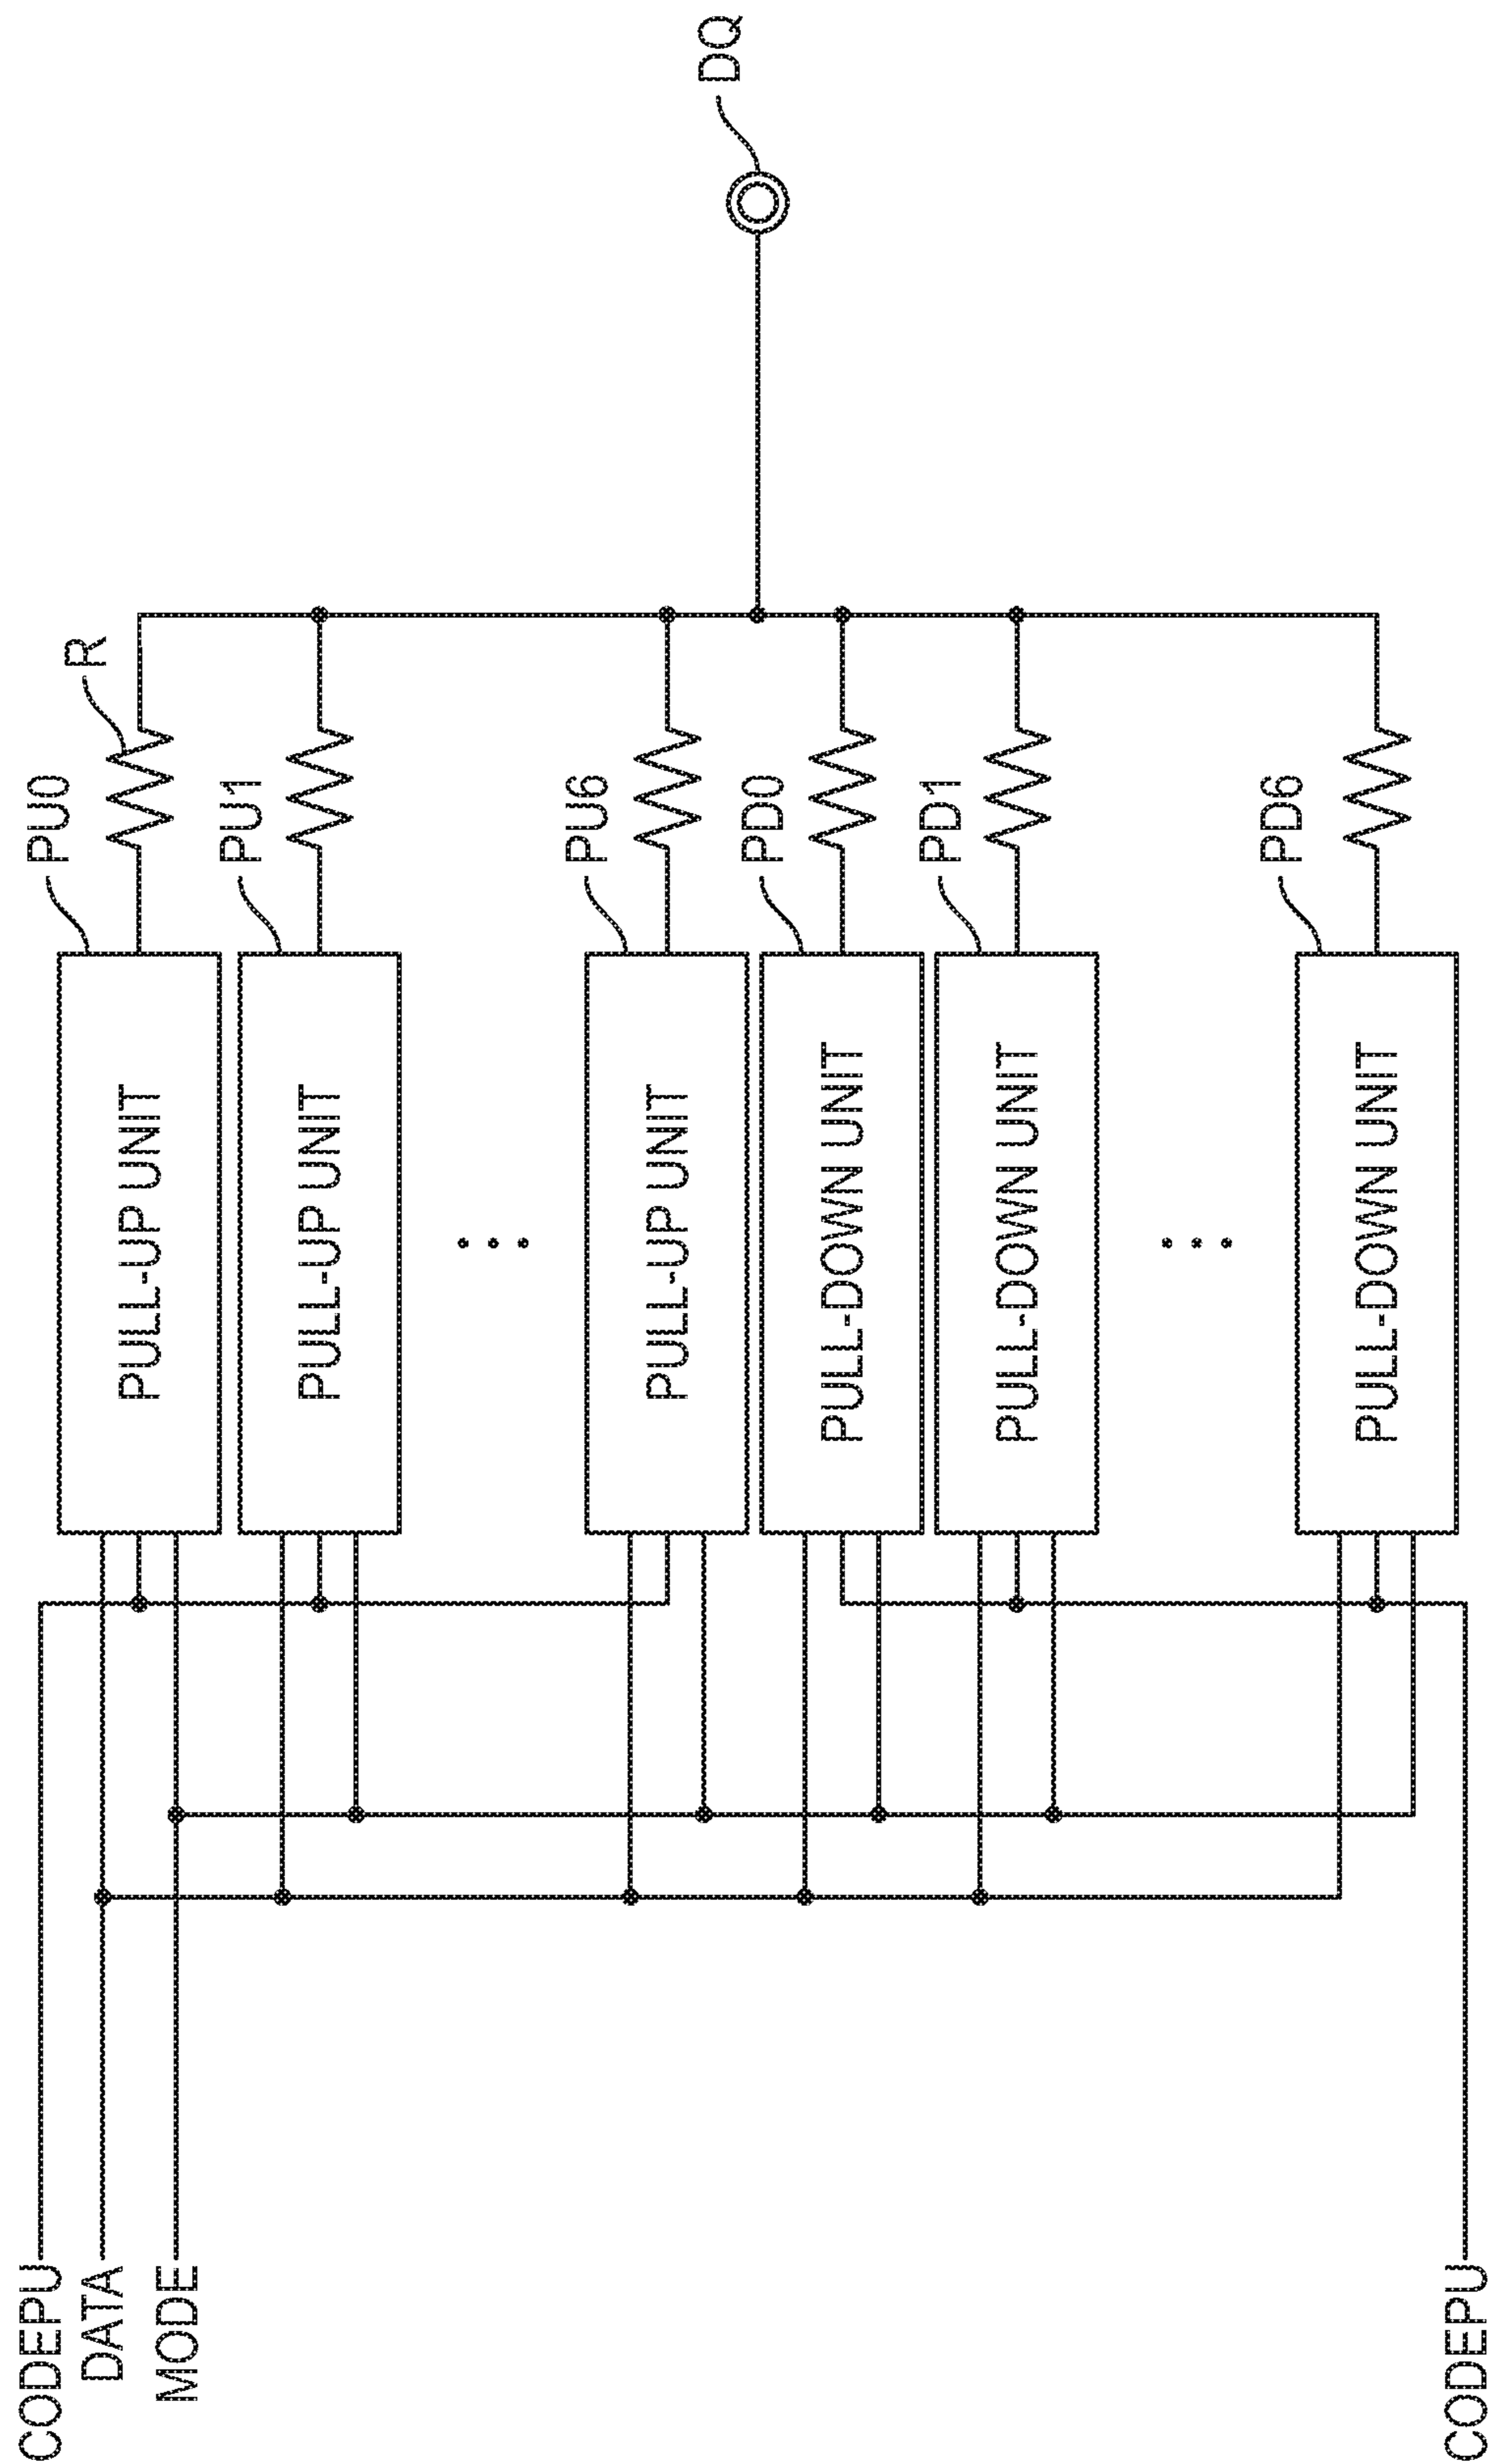 CODEPU
DATA
MODE
PULL-UP UNIT
PU0
R
PULL-UP UNIT
PU1
PULL-UP UNIT
PU6
PULL-DOWN UNIT
PD0
DQ
PULL-DOWN UNIT
PD1
PULL-DOWN UNIT
PD6
CODEPU